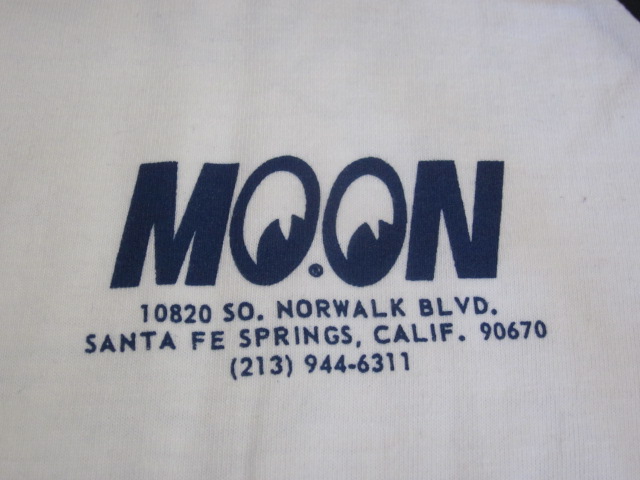 MOON®
10820 SO. NORWALK BLVD.
SANTA FE SPRINGS, CALIF. 90670
(213) 944-6311